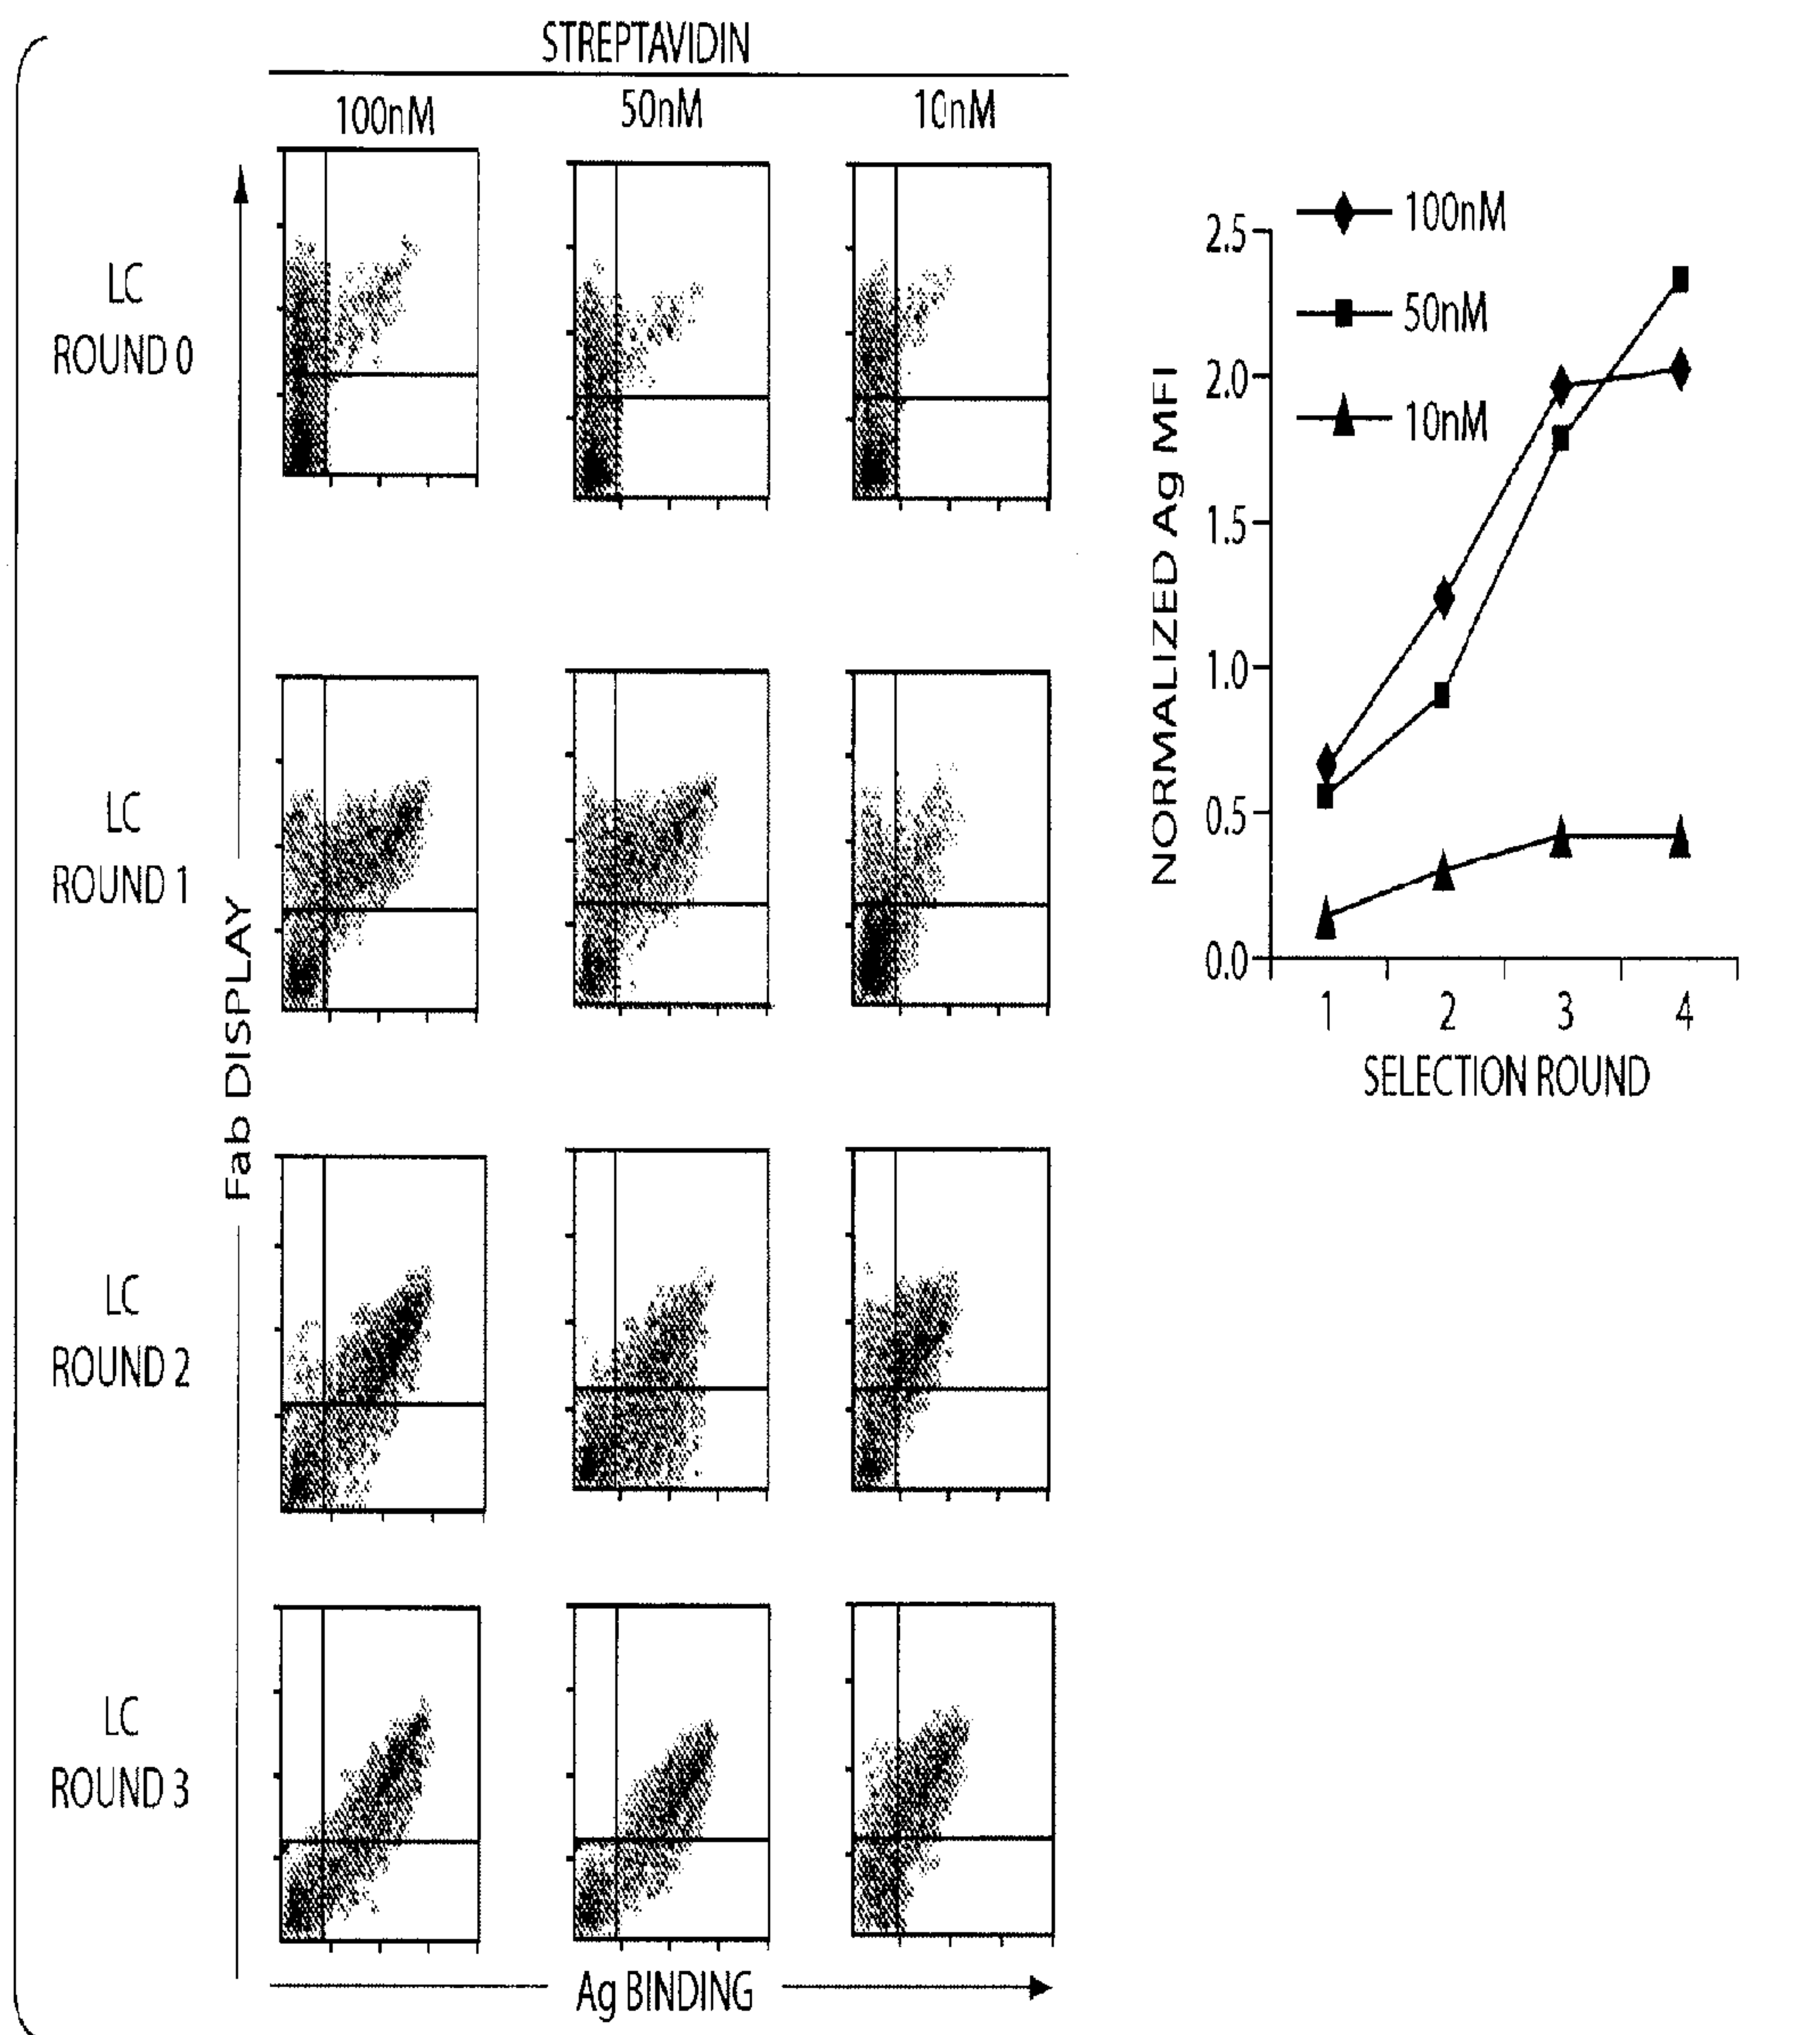 STREPTAVIDIN
100nM
50nM
10nM
LC
ROUND 0
LC
ROUND 1
LC
ROUND 2
LC
ROUND 3
Fab DISPLAY
Ag BINDING
100nM
50nM
10nM
NORMALIZED Ag MFI
2.5
2.0
1.5
1.0
0.5
0.0
1
2
3
4
SELECTION ROUND